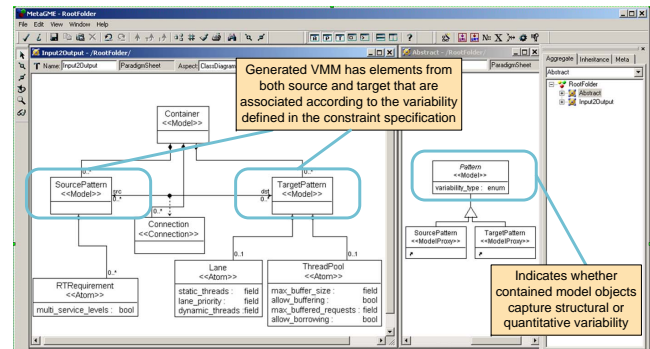 MetaGME - RootFolder
File Edit View Window Help
Input2Output - /RootFolder/
Name: Input2Output ParadigmSheet Aspect: ClassDiagram
Generated VMM has elements from
both source and target that are
associated according to the variability
defined in the constraint specification
Container
<<Model>>
0..*
0..*
SourcePattern
<<Model>>
src
0..*
dst
0..*
TargetPattern
<<Model>>
0..*
Connection
<<Connection>>
0..*
RTRequirement
<<Atom>>
multi_service_levels : bool
0..1
Lane
<<Atom>>
static_threads : field
lane_priority : field
dynamic_threads :field
0..1
ThreadPool
<<Atom>>
max_buffer_size : field
allow_buffering : bool
max_buffered_requests : field
allow_borrowing : bool
Abstract - /RootFolder/
ParadigmSheet
Pattern
<<Model>>
variability_type : enum
SourcePattern
<<ModelProxy>>
TargetPattern
<<ModelProxy>>
Indicates whether
contained model objects
capture structural or
quantitative variability
Aggregate Inheritance Meta
Abstract
RootFolder
Abstract
Input2Output